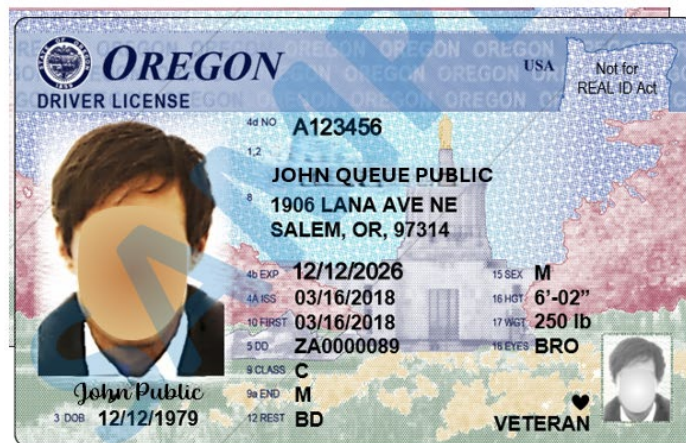 OREGON
USA
Not for
REAL ID Act
DRIVER LICENSE
4d NO A123456
1,2
JOHN QUEUE PUBLIC
8 1906 LANA AVE NE
SALEM, OR, 97314
4b EXP 12/12/2026
15 SEX M
4A ISS 03/16/2018
16 HGT 6'-02"
10 FIRST 03/16/2018
17 WGT 250 lb
5 DD ZA0000089
18 EYES BRO
9 CLASS C
9a END M
12 REST BD
John Public
3 DOB 12/12/1979
VETERAN
SAMPLE